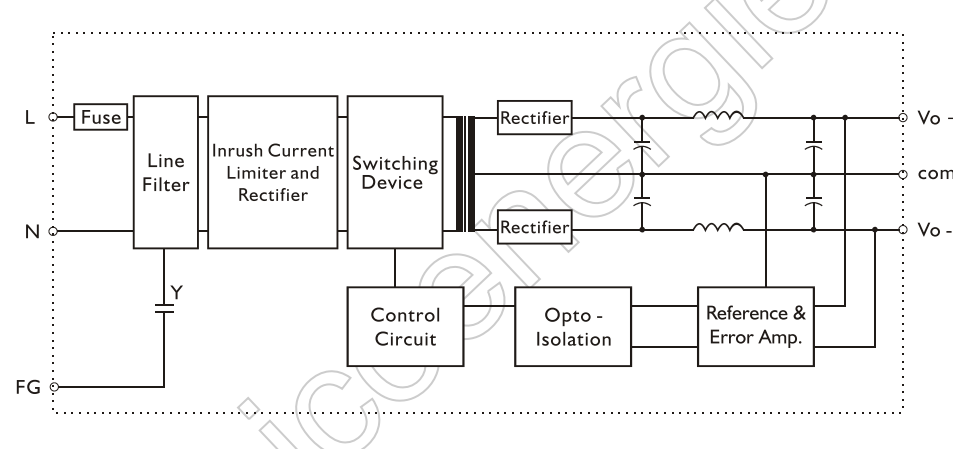 L
Fuse
Line
Filter
Inrush Current
Limiter and
Rectifier
Switching
Device
Rectifier
Vo -
com
N
Rectifier
Vo -
Y
Control
Circuit
Opto -
Isolation
Reference &
Error Amp.
FG
icoenergie